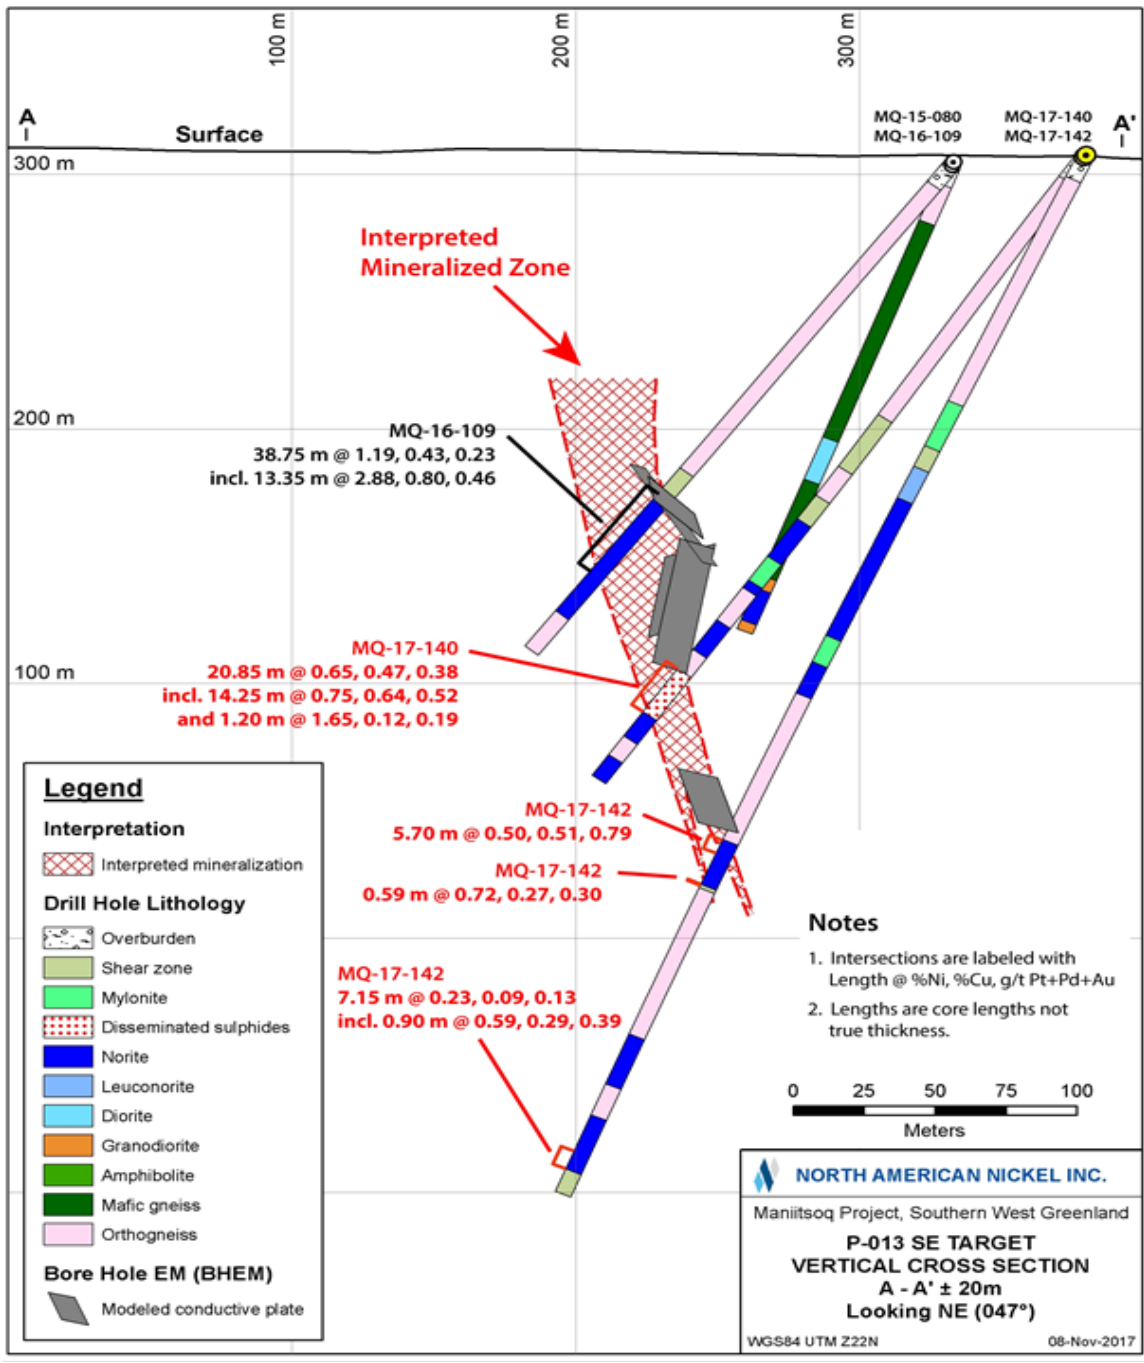 100 m
200 m
300 m
A
Surface
MQ-15-080
MQ-16-109
MQ-17-140
MQ-17-142
A'
300 m
Interpreted
Mineralized Zone
200 m
MQ-16-109
38.75 m @ 1.19, 0.43, 0.23
incl. 13.35 m @ 2.88, 0.80, 0.46
MQ-17-140
20.85 m @ 0.65, 0.47, 0.38
incl. 14.25 m @ 0.75, 0.64, 0.52
and 1.20 m @ 1.65, 0.12, 0.19
100 m
MQ-17-142
5.70 m @ 0.50, 0.51, 0.79
MQ-17-142
0.59 m @ 0.72, 0.27, 0.30
MQ-17-142
7.15 m @ 0.23, 0.09, 0.13
incl. 0.90 m @ 0.59, 0.29, 0.39
Legend
Interpretation
Interpreted mineralization
Drill Hole Lithology
Overburden
Shear zone
Mylonite
Disseminated sulphides
Norite
Leuconorite
Diorite
Granodiorite
Amphibolite
Mafic gneiss
Orthogneiss
Bore Hole EM (BHEM)
Modeled conductive plate
Notes
1. Intersections are labeled with
Length @ %Ni, %Cu, g/t Pt+Pd+Au
2. Lengths are core lengths not
true thickness.
0 25 50 75 100
Meters
NORTH AMERICAN NICKEL INC.
Maniitsoq Project, Southern West Greenland
P-013 SE TARGET
VERTICAL CROSS SECTION
A - A' ± 20m
Looking NE (047°)
WGS84 UTM Z22N 08-Nov-2017